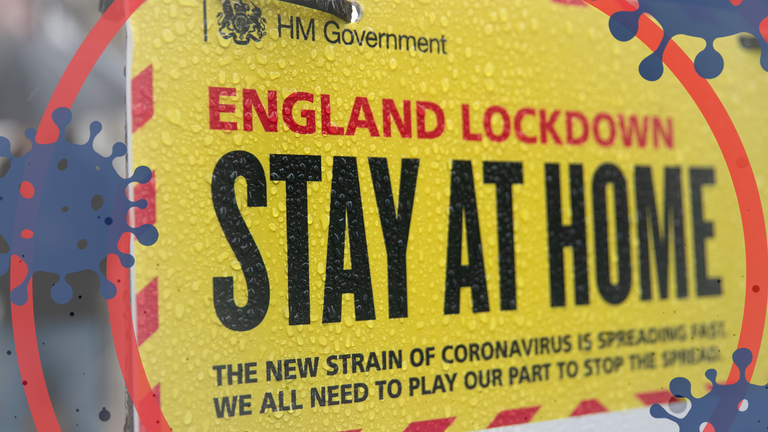 HM Government
ENGLAND LOCKDOWN
STAY AT HOME
THE NEW STRAIN OF CORONAVIRUS IS SPREADING FAST.
WE ALL NEED TO PLAY OUR PART TO STOP THE SPREAD.